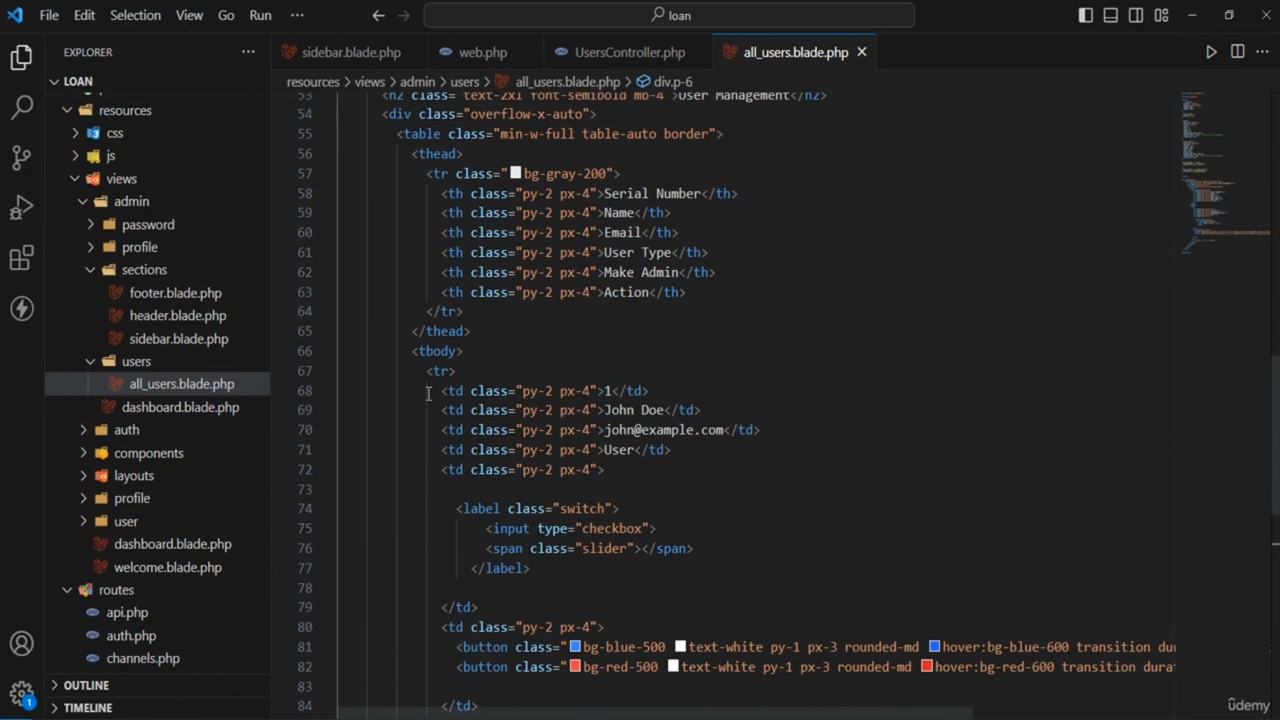 File Edit Selection View Go Run ··· loan
EXPLORER ···
sidebar.blade.php web.php UsersController.php all_users.blade.php
LOAN
resources > views > admin > users > all_users.blade.php > div.p-6
resources
css
js
views
admin
password
profile
sections
footer.blade.php
header.blade.php
sidebar.blade.php
users
all_users.blade.php
dashboard.blade.php
auth
components
layouts
profile
user
dashboard.blade.php
welcome.blade.php
routes
api.php
auth.php
channels.php
OUTLINE
TIMELINE
1
53 <h2 class="text-2xl font-semibold mb-4">User Management</h2>
54 <div class="overflow-x-auto">
55 <table class="min-w-full table-auto border">
56 <thead>
57 <tr class="bg-gray-200">
58 <th class="py-2 px-4">Serial Number</th>
59 <th class="py-2 px-4">Name</th>
60 <th class="py-2 px-4">Email</th>
61 <th class="py-2 px-4">User Type</th>
62 <th class="py-2 px-4">Make Admin</th>
63 <th class="py-2 px-4">Action</th>
64 </tr>
65 </thead>
66 <tbody>
67 <tr>
68 <td class="py-2 px-4">1</td>
69 <td class="py-2 px-4">John Doe</td>
70 <td class="py-2 px-4">john@example.com</td>
71 <td class="py-2 px-4">User</td>
72 <td class="py-2 px-4">
73
74 <label class="switch">
75 <input type="checkbox">
76 <span class="slider"></span>
77 </label>
78
79 </td>
80 <td class="py-2 px-4">
81 <button class="bg-blue-500 text-white py-1 px-3 rounded-md hover:bg-blue-600 transition du
82 <button class="bg-red-500 text-white py-1 px-3 rounded-md hover:bg-red-600 transition dura
83
84 </td>
ûdemy